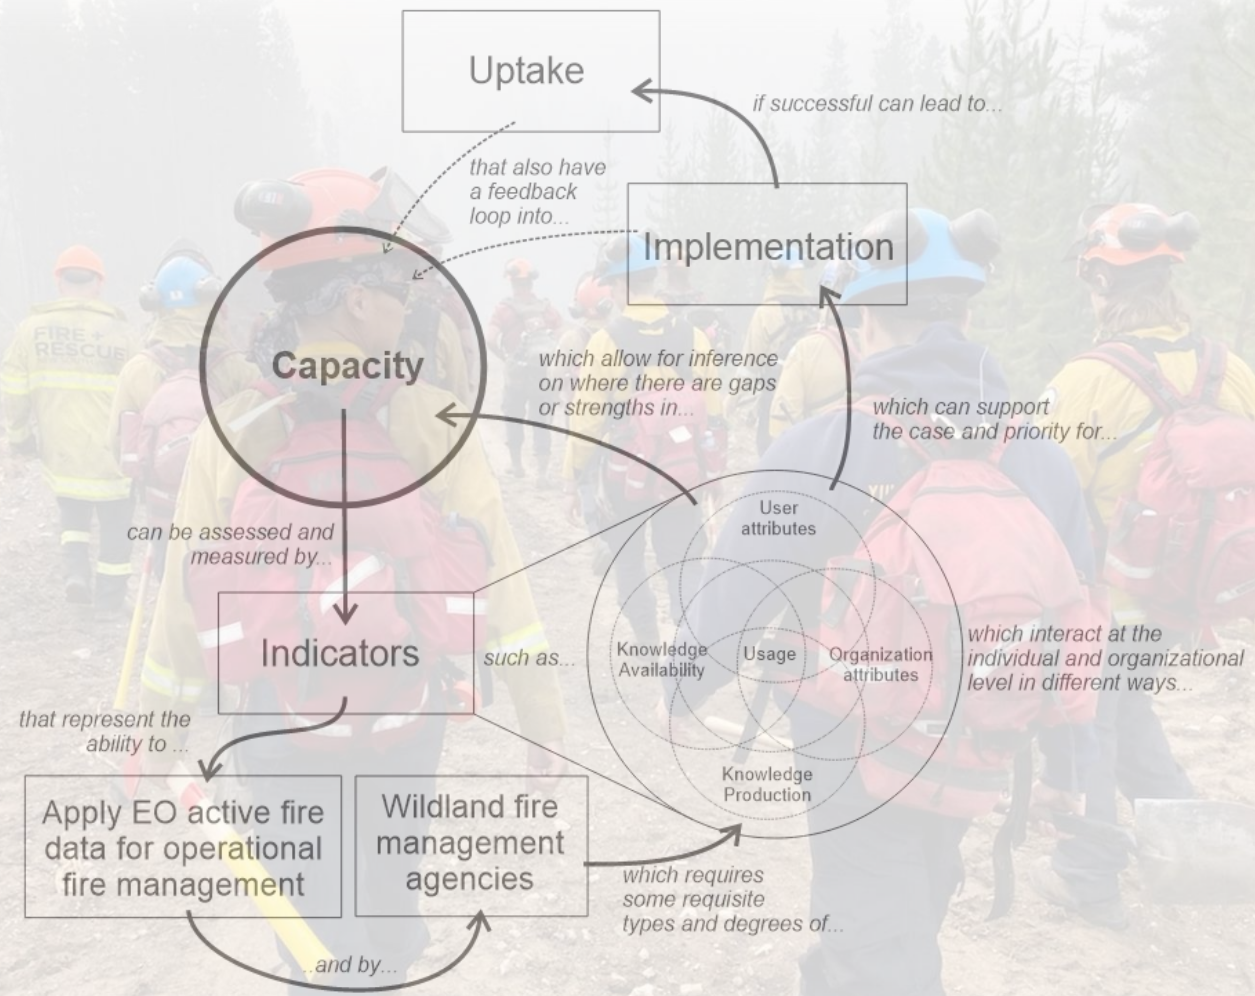 Uptake
if successful can lead to...
that also have
a feedback
loop into...
Implementation
FIRE +
RESCUE
Capacity
which allow for inference
on where there are gaps
or strengths in...
which can support
the case and priority for...
User
attributes
can be assessed and
measured by...
Indicators
such as...
Knowledge
Availability
Usage
Organization
attributes
which interact at the
individual and organizational
level in different ways...
Knowledge
Production
that represent the
ability to ...
Apply EO active fire
data for operational
fire management
Wildland fire
management
agencies
which requires
some requisite
types and degrees of...
...and by...